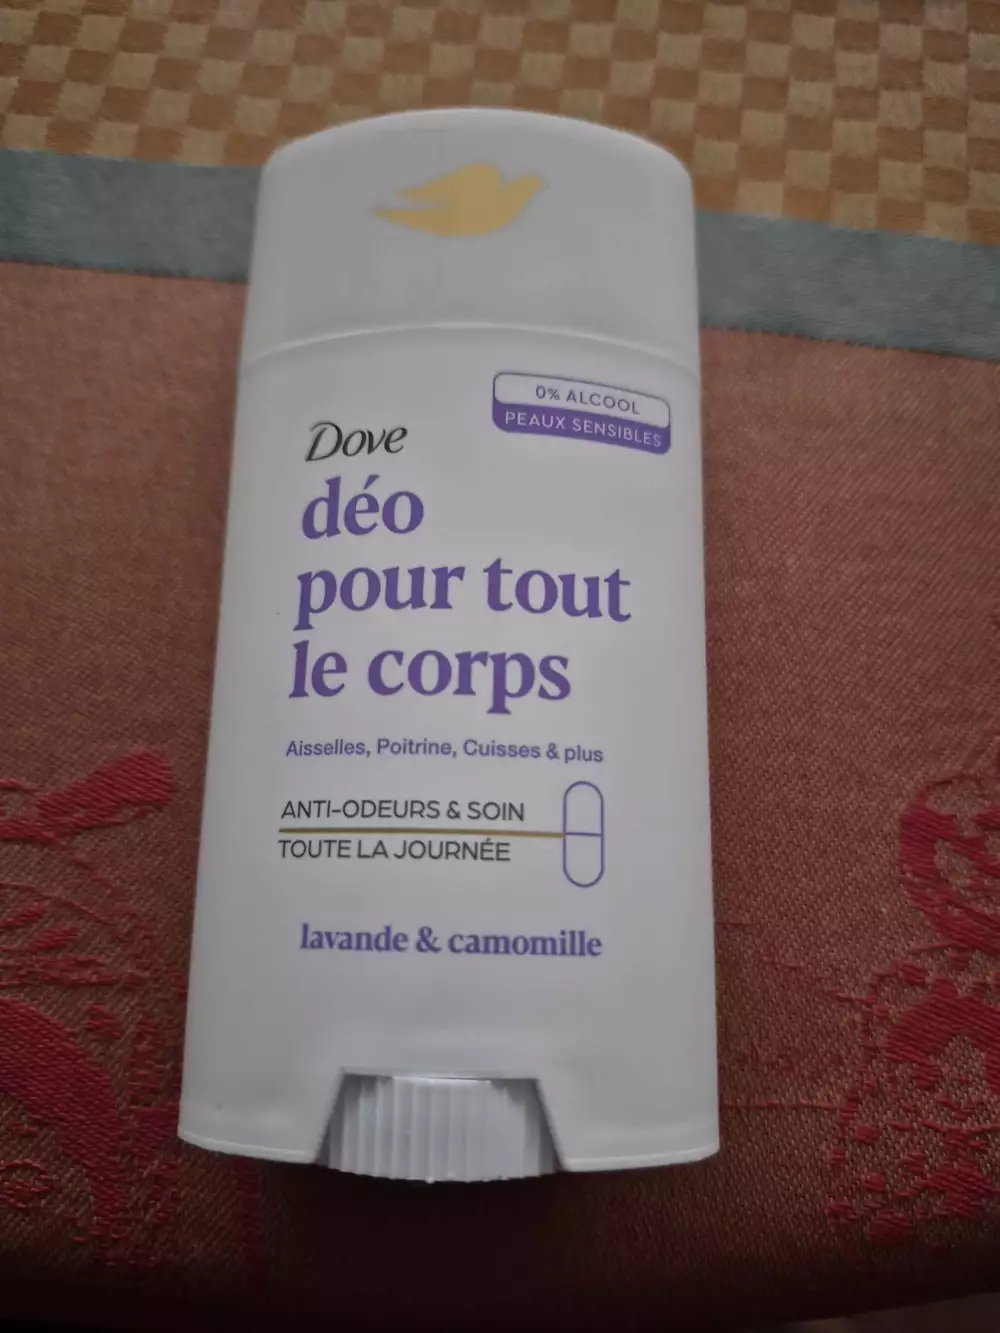 0% ALCOOL
PEAUX SENSIBLES
Dove
déo
pour tout
le corps
Aisselles, Poitrine, Cuisses & plus
ANTI-ODEURS & SOIN
TOUTE LA JOURNÉE
lavande & camomille